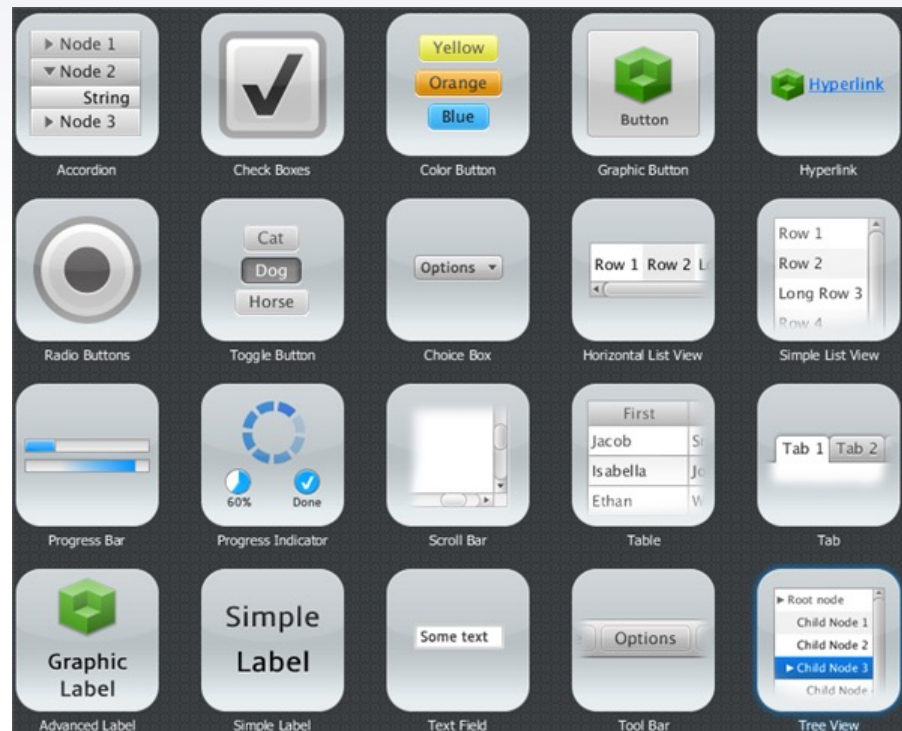 Node 1
Node 2
String
Node 3
Accordion
Check Boxes
Yellow
Orange
Blue
Color Button
Button
Graphic Button
Hyperlink
Hyperlink
Radio Buttons
Cat
Dog
Horse
Toggle Button
Options
Choice Box
Row 1 Row 2
Horizontal List View
Row 1
Row 2
Long Row 3
Row 4
Simple List View
Progress Bar
60% Done
Progress Indicator
Scroll Bar
First
Jacob
Isabella
Ethan
Table
Tab 1 Tab 2
Tab
Graphic
Label
Advanced Label
Simple
Label
Simple Label
Some text
Text Field
Options
Tool Bar
Root node
Child Node 1
Child Node 2
Child Node 3
Child Node
Tree View